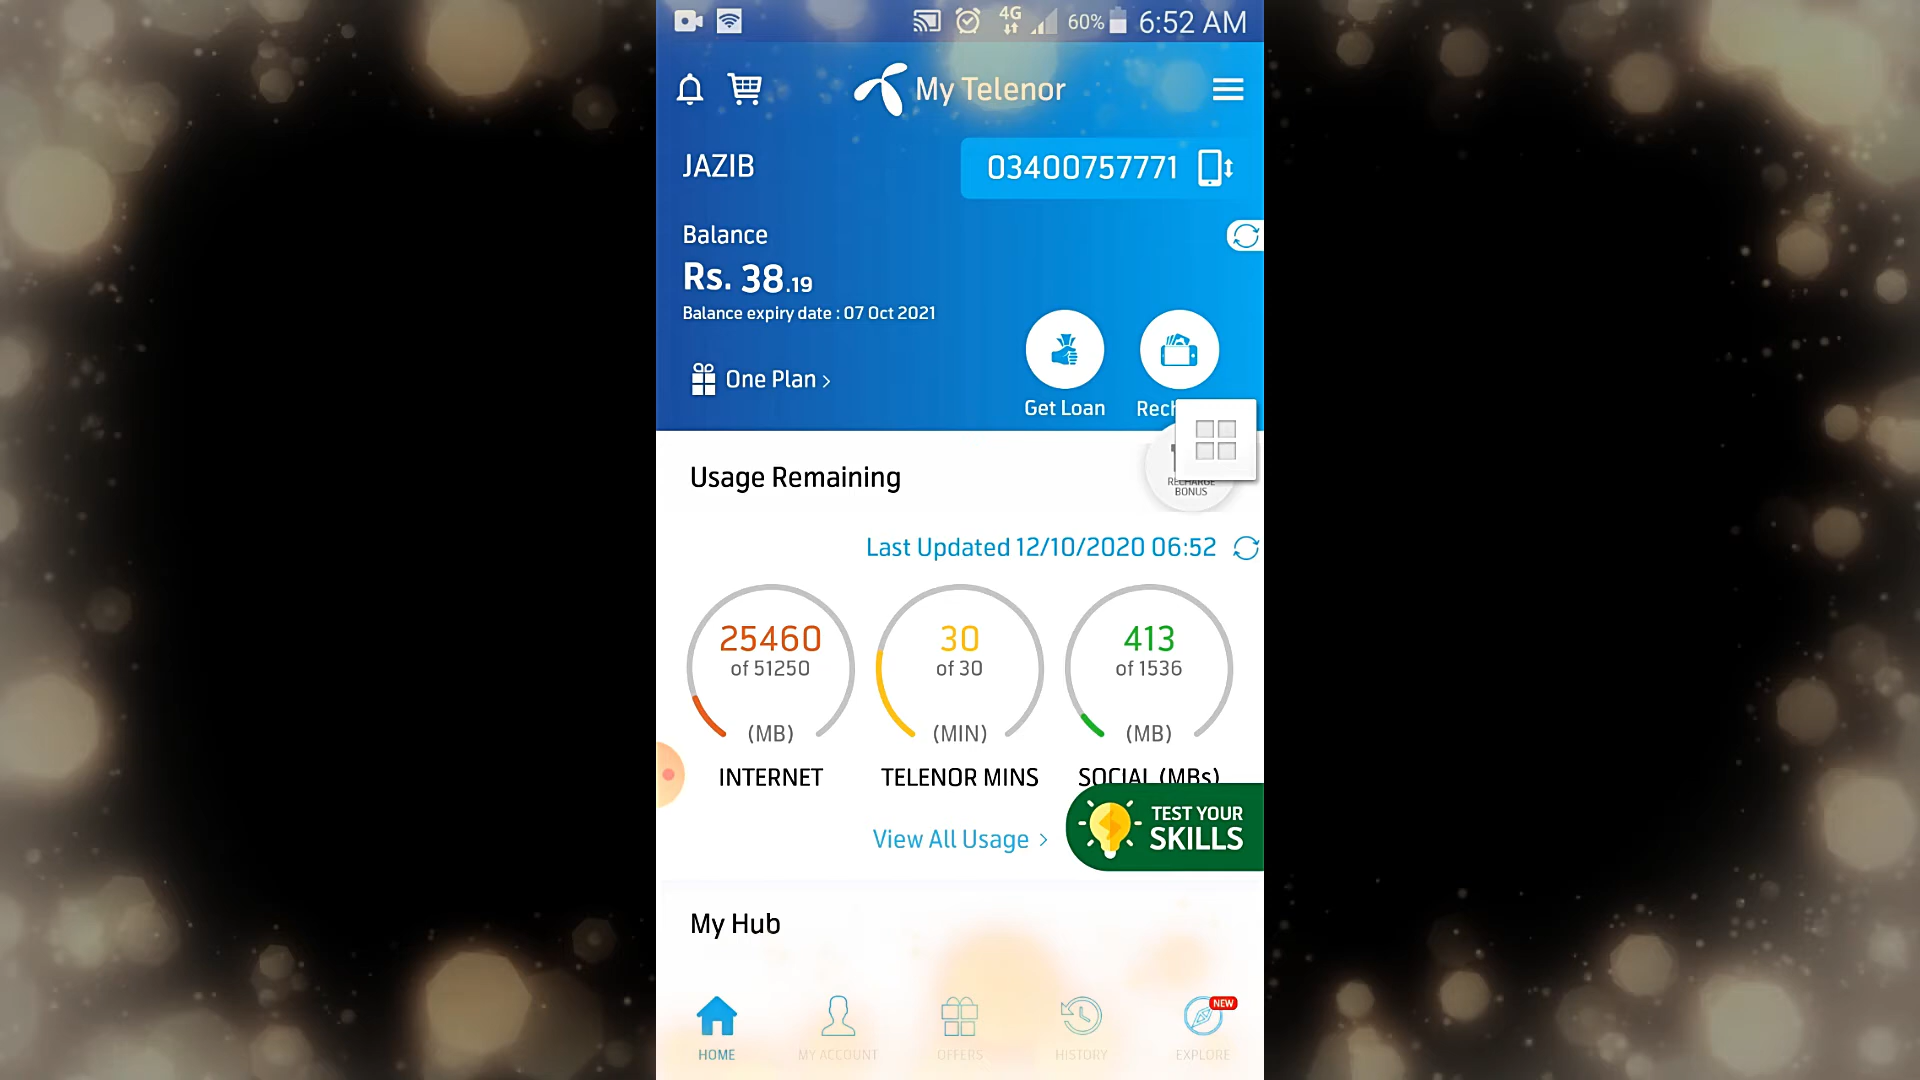 4G 60% 6:52 AM
My Telenor
JAZIB
03400757771
Balance
Rs. 38.19
Balance expiry date : 07 Oct 2021
One Plan >
Get Loan
Rech
Usage Remaining
RECHARGE
BONUS
Last Updated 12/10/2020 06:52
25460
of 51250
(MB)
INTERNET
30
of 30
(MIN)
TELENOR MINS
413
of 1536
(MB)
SOCIAL (MBs)
View All Usage >
TEST YOUR
SKILLS
My Hub
HOME
MY ACCOUNT
OFFERS
HISTORY
NEW
EXPLORE